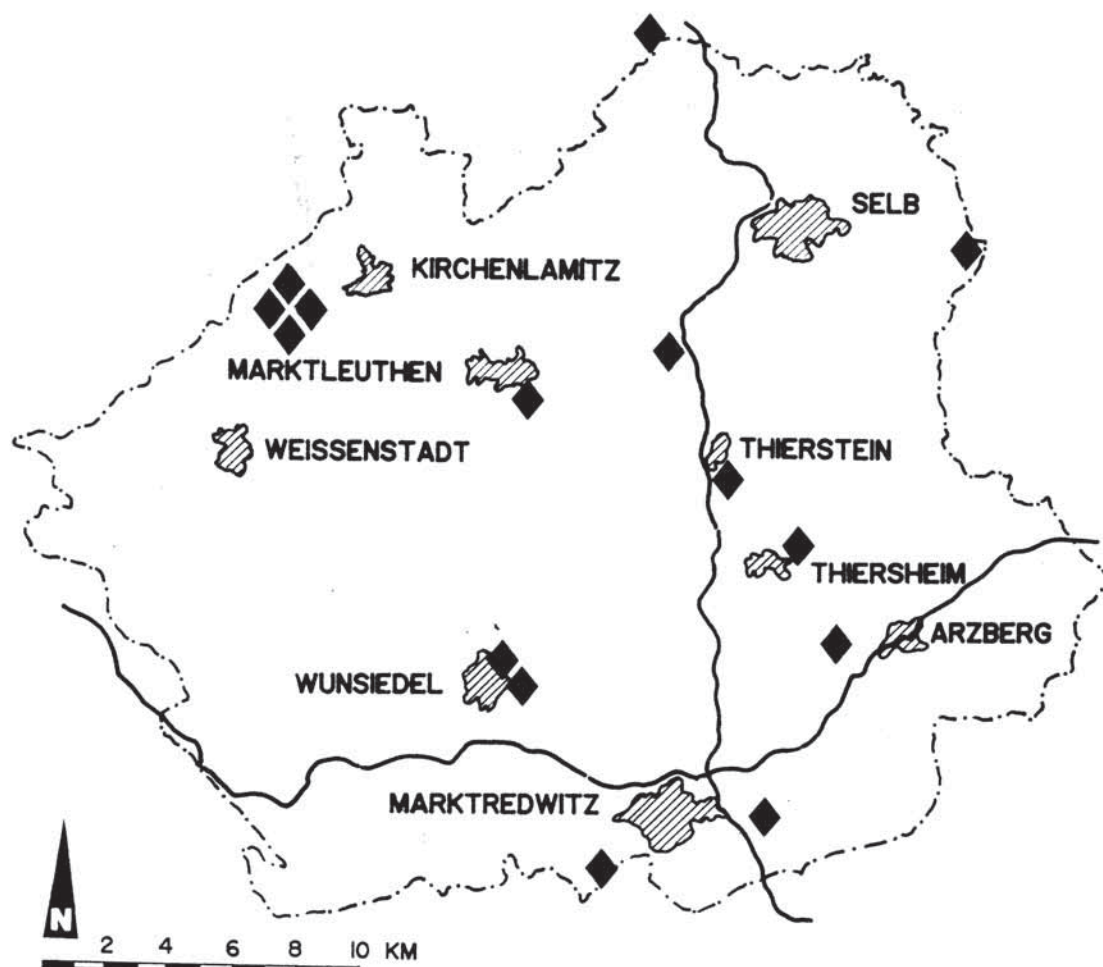 SELB
KIRCHENLAMITZ
MARKTLEUTHEN
WEISSENSTADT
THIERSTEIN
THIERSHEIM
ARZBERG
WUNSIEDEL
MARKTREDWITZ
N
2 4 6 8 10 KM